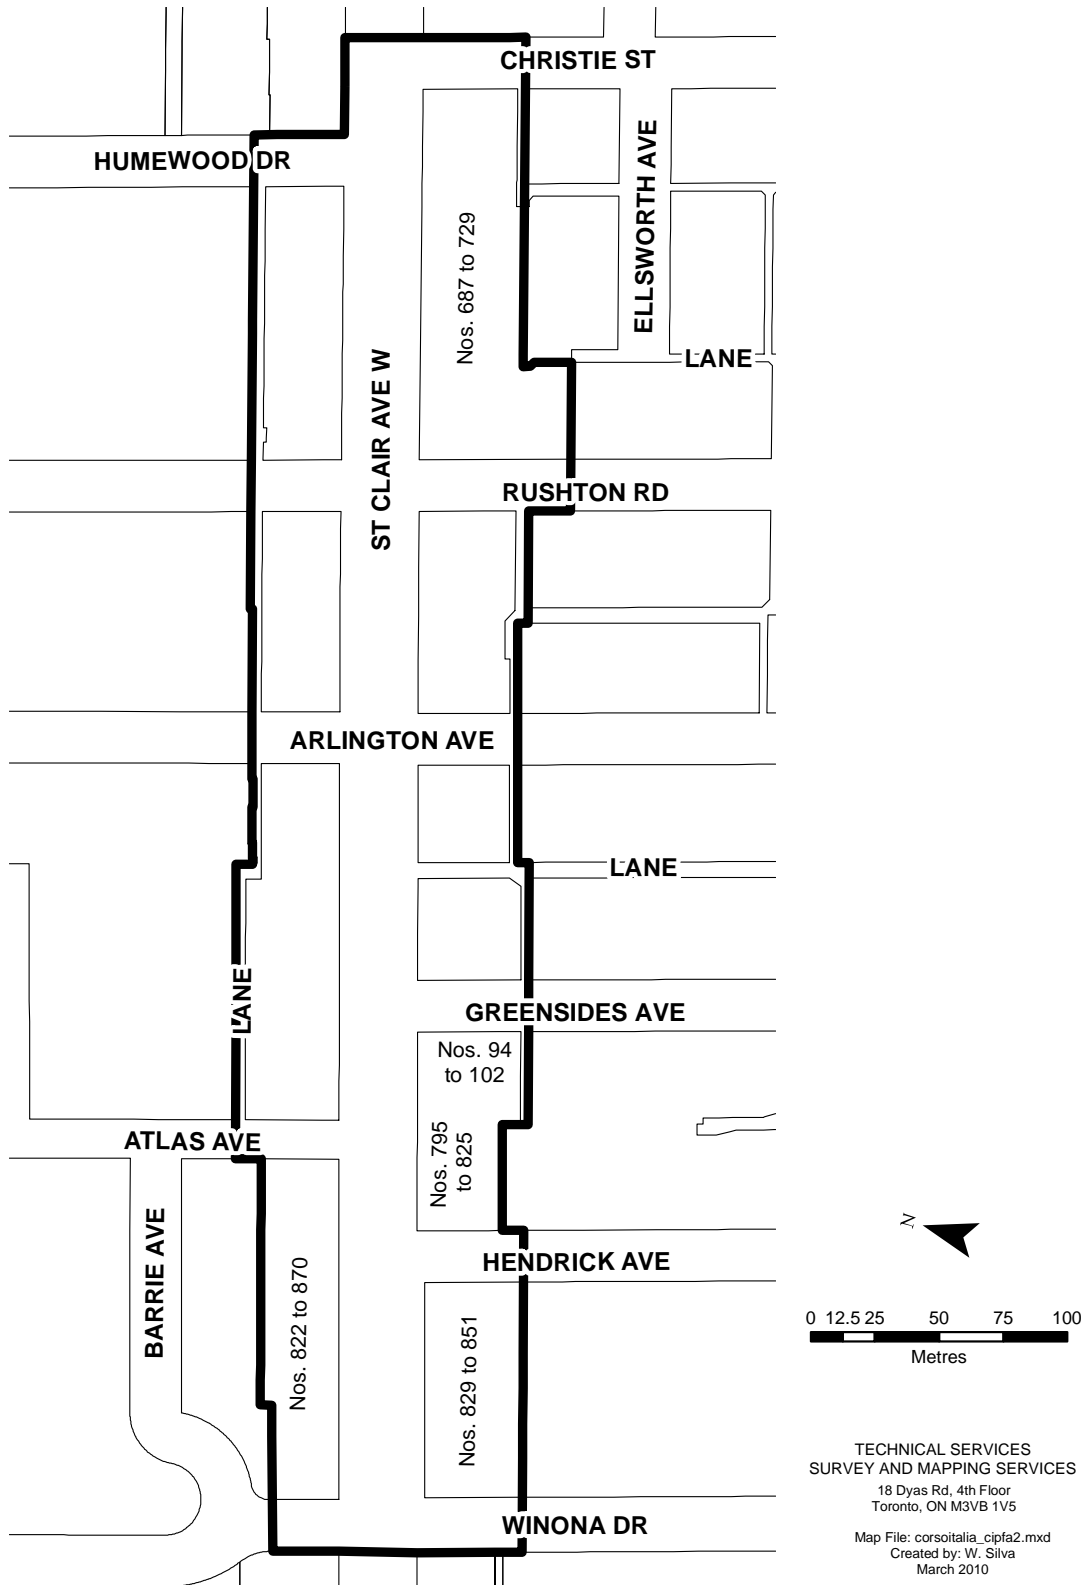 CHRISTIE ST
HUMEWOOD DR
ELLSWORTH AVE
Nos. 687 to 729
LANE
ST CLAIR AVE W
RUSHTON RD
ARLINGTON AVE
LANE
LANE
GREENSIDES AVE
Nos. 94
to 102
Nos. 795
to 825
ATLAS AVE
BARRIE AVE
N
HENDRICK AVE
Nos. 822 to 870
Nos. 829 to 851
0 12.5 25 50 75 100
Metres
TECHNICAL SERVICES
SURVEY AND MAPPING SERVICES
18 Dyas Rd, 4th Floor
Toronto, ON M3VB 1V5
WINONA DR
Map File: corsoitalia_cipfa2.mxd
Created by: W. Silva
March 2010